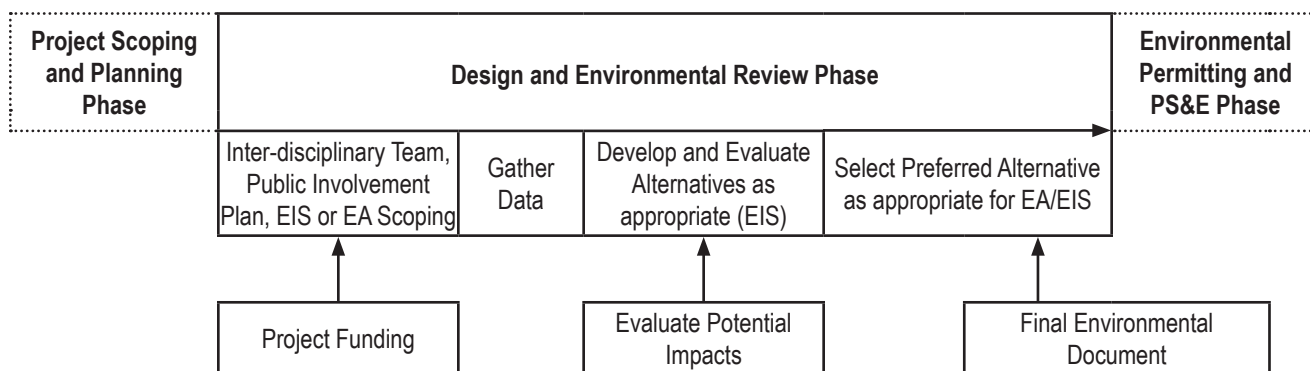 Project Scoping
and Planning
Phase
Design and Environmental Review Phase
Environmental
Permitting and
PS&E Phase
Inter-disciplinary Team,
Public Involvement
Plan, EIS or EA Scoping
Gather
Data
Develop and Evaluate
Alternatives as
appropriate (EIS)
Select Preferred Alternative
as appropriate for EA/EIS
Project Funding
Evaluate Potential
Impacts
Final Environmental
Document